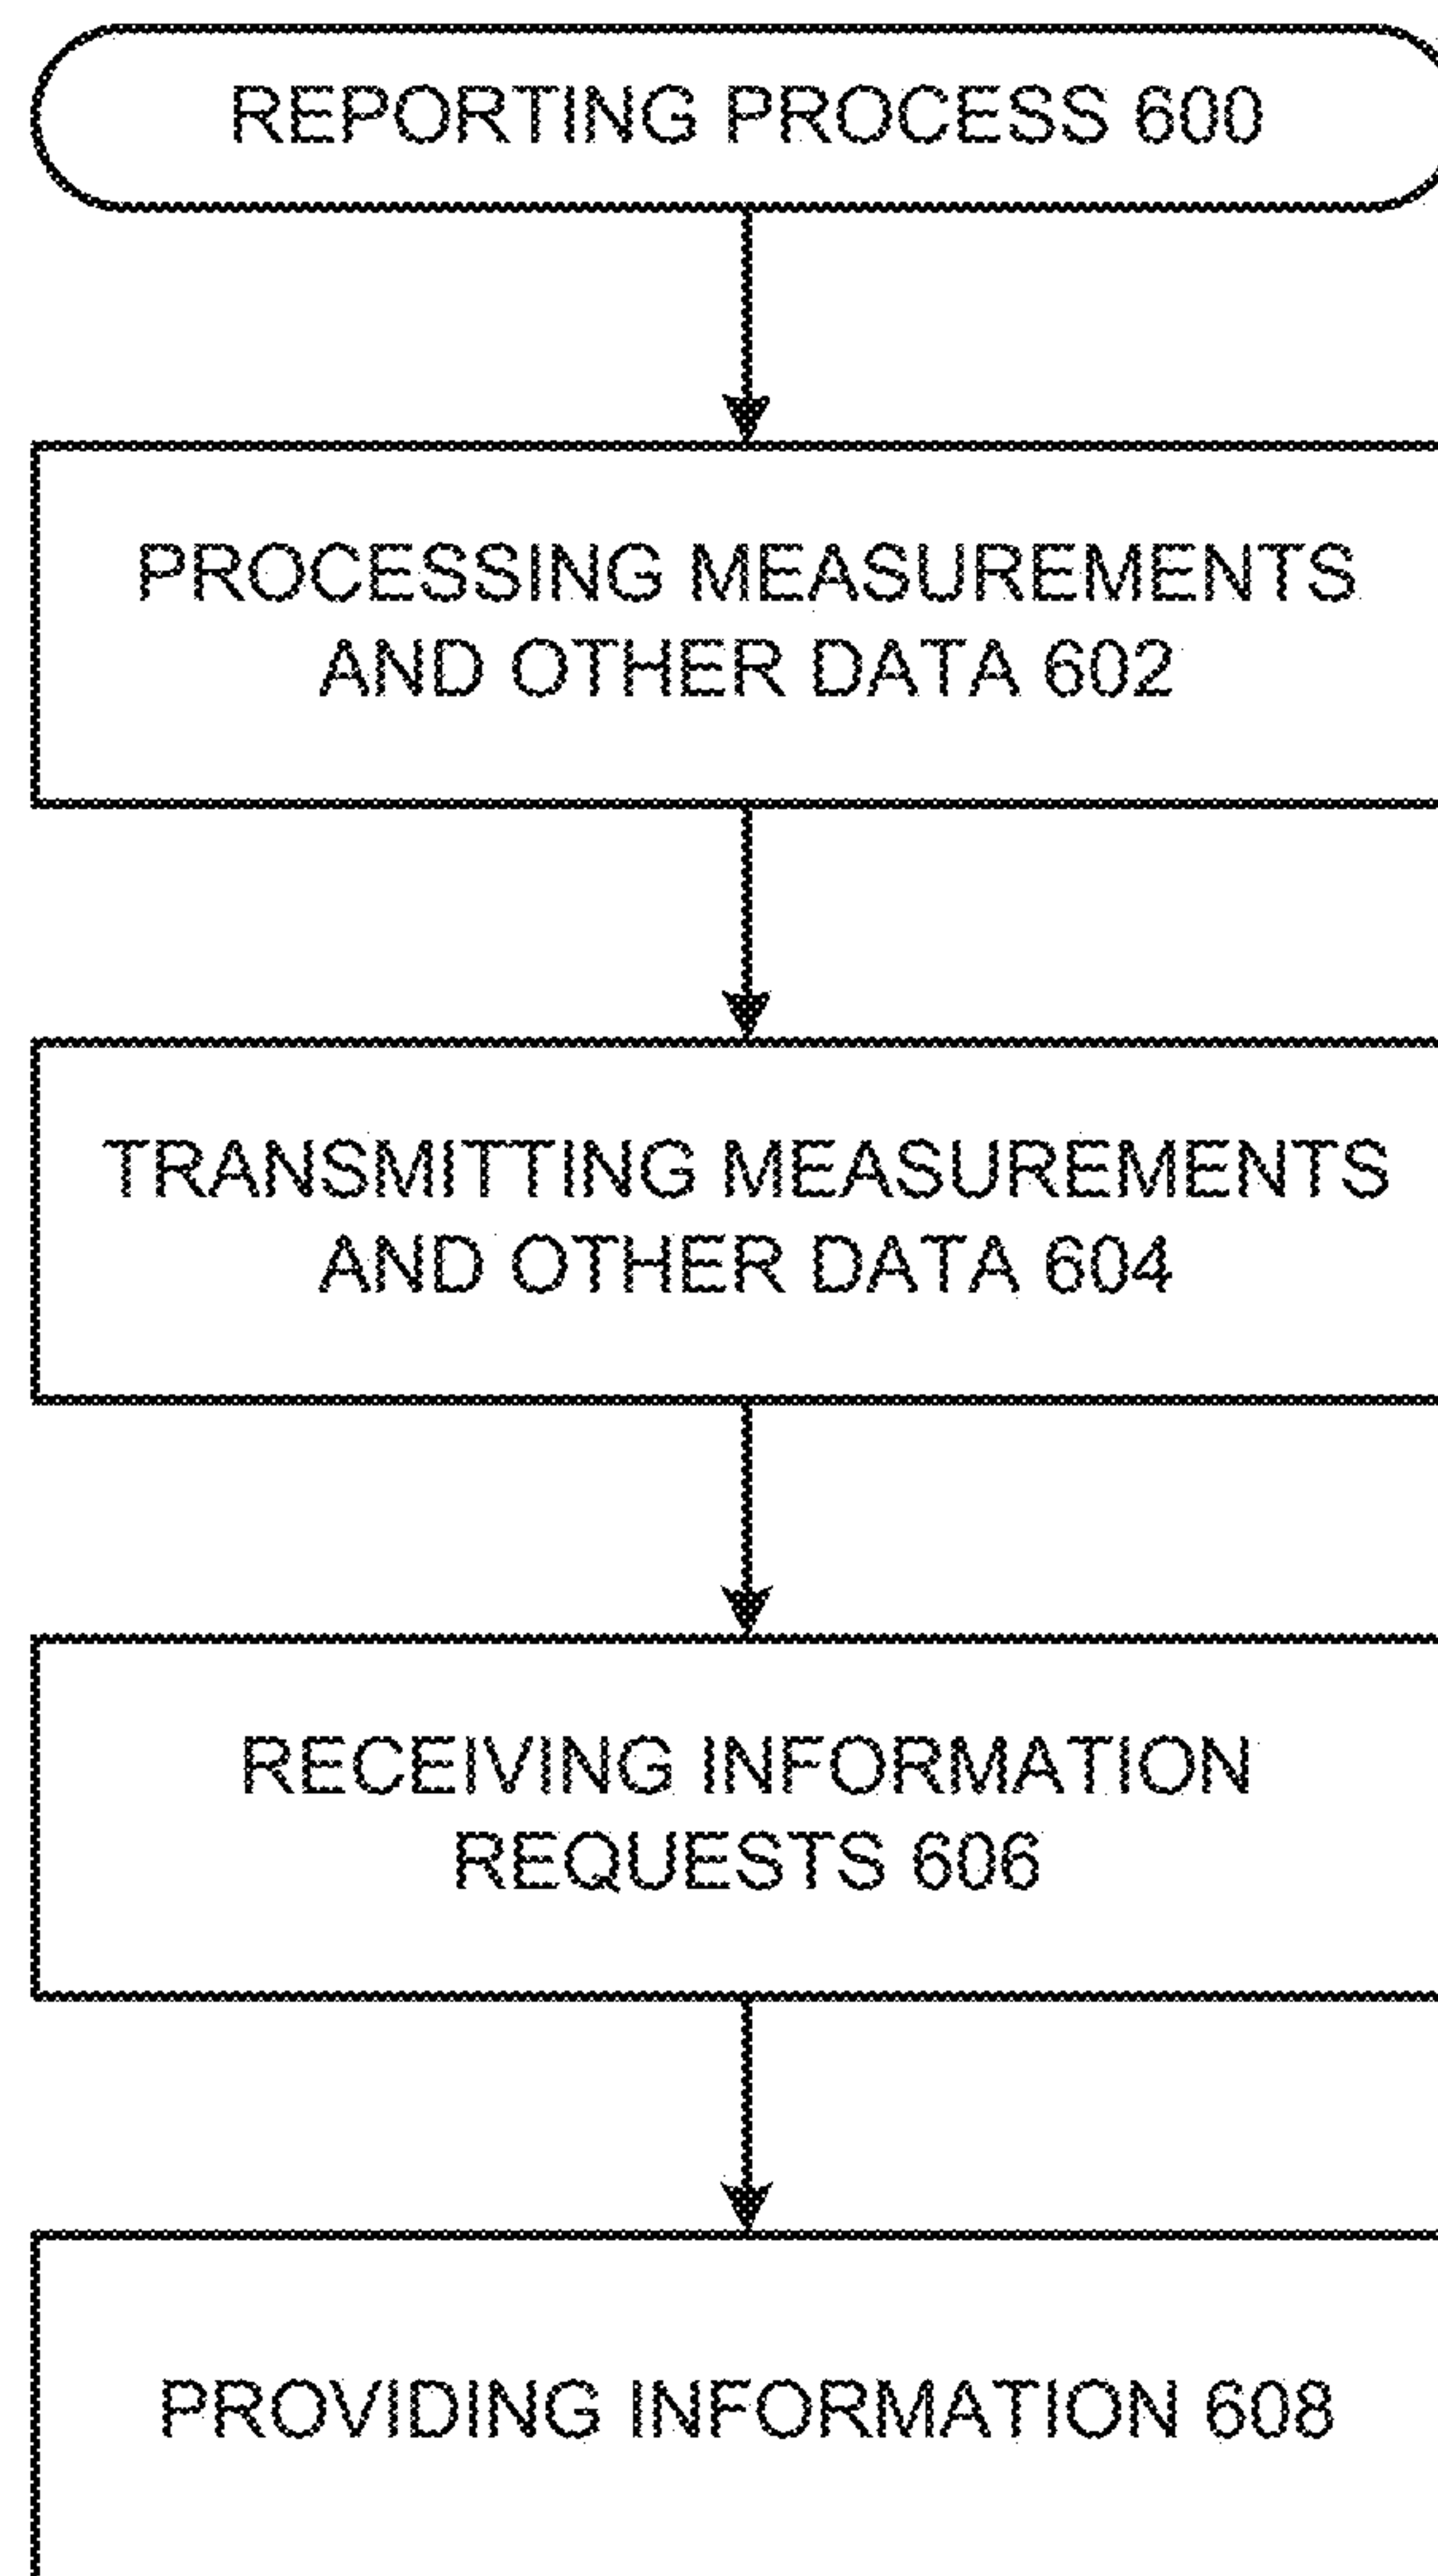 REPORTING PROCESS 600
PROCESSING MEASUREMENTS
AND OTHER DATA 602
TRANSMITTING MEASUREMENTS
AND OTHER DATA 604
RECEIVING INFORMATION
REQUESTS 606
PROVIDING INFORMATION 608